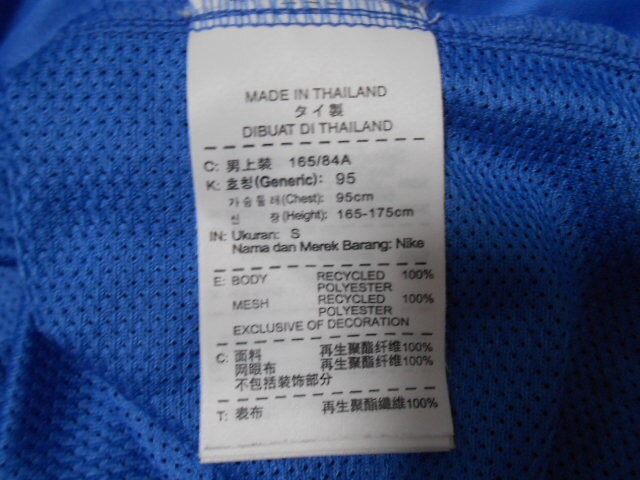 MADE IN THAILAND
タイ製
DIBUAT DI THAILAND
C: 男上装 165/84A
K: 호칭(Generic): 95
가슴둘레(Chest): 95cm
신 장(Height): 165-175cm
IN: Ukuran: S
Nama dan Merek Barang: Nike
E: BODY RECYCLED 100%
POLYESTER
MESH RECYCLED 100%
POLYESTER
EXCLUSIVE OF DECORATION
C: 面料 再生聚酯纤维100%
网眼布 再生聚酯纤维100%
不包括装饰部分
T: 表布 再生聚酯纖維100%